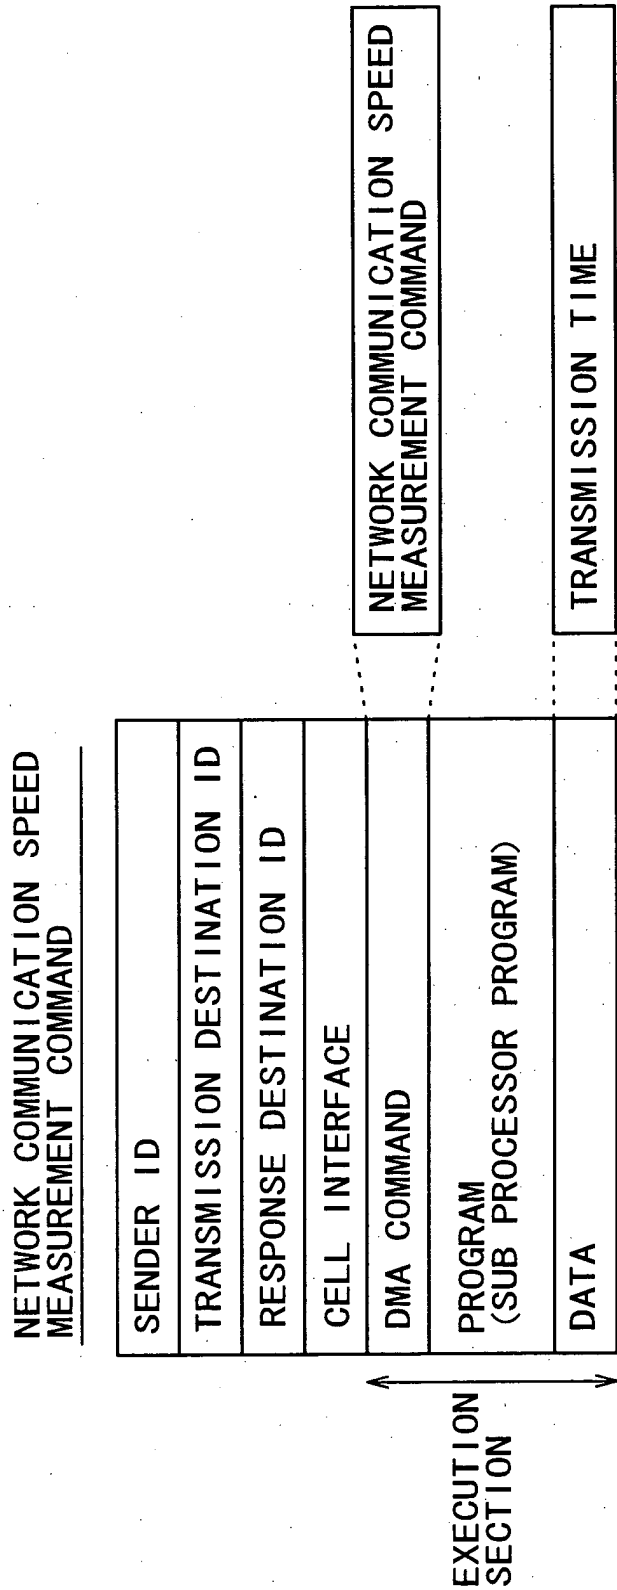 NETWORK COMMUNICATION SPEED
MEASUREMENT COMMAND
SENDER ID
TRANSMISSION DESTINATION ID
RESPONSE DESTINATION ID
CELL INTERFACE
DMA COMMAND
PROGRAM
(SUB PROCESSOR PROGRAM)
DATA
EXECUTION
SECTION
NETWORK COMMUNICATION SPEED
MEASUREMENT COMMAND
TRANSMISSION TIME